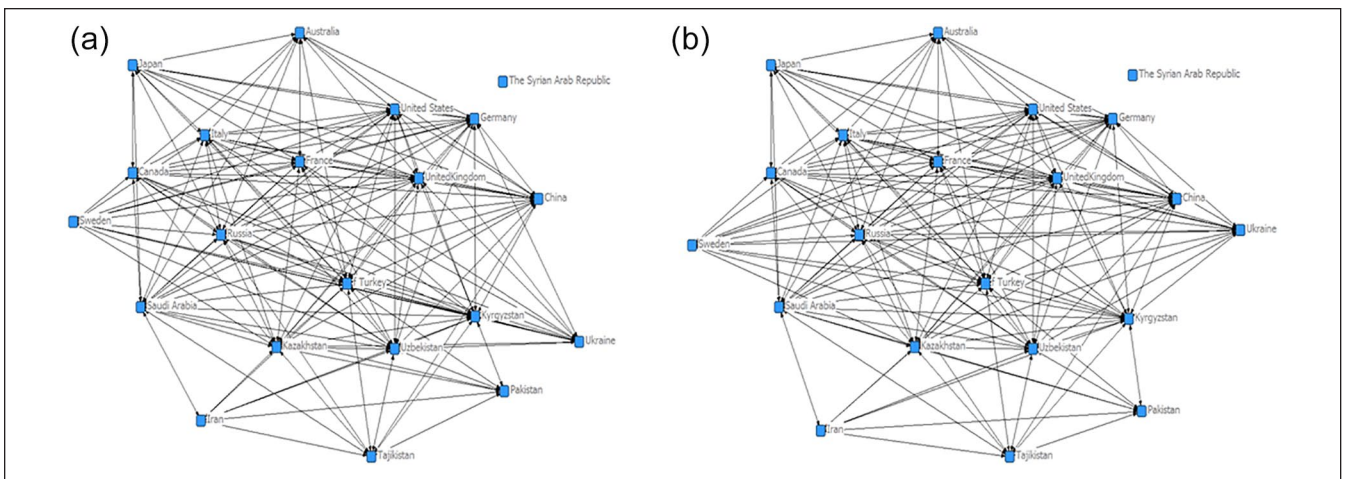 (a)
Australia
Japan
The Syrian Arab Republic
United States
Germany
Italy
France
Canada
UnitedKingdom
China
Sweden
Russia
f Turkey
Saudi Arabia
Kyrgyzstan
Ukraine
Kazakhstan
Uzbekistan
Pakistan
Iran
Tajikistan
(b)
Australia
Japan
The Syrian Arab Republic
United States
Germany
Italy
France
Canada
UnitedKingdom
China
Ukraine
Sweden
Russia
f Turkey
Saudi Arabia
Kyrgyzstan
Kazakhstan
Uzbekistan
Pakistan
Iran
Tajikistan